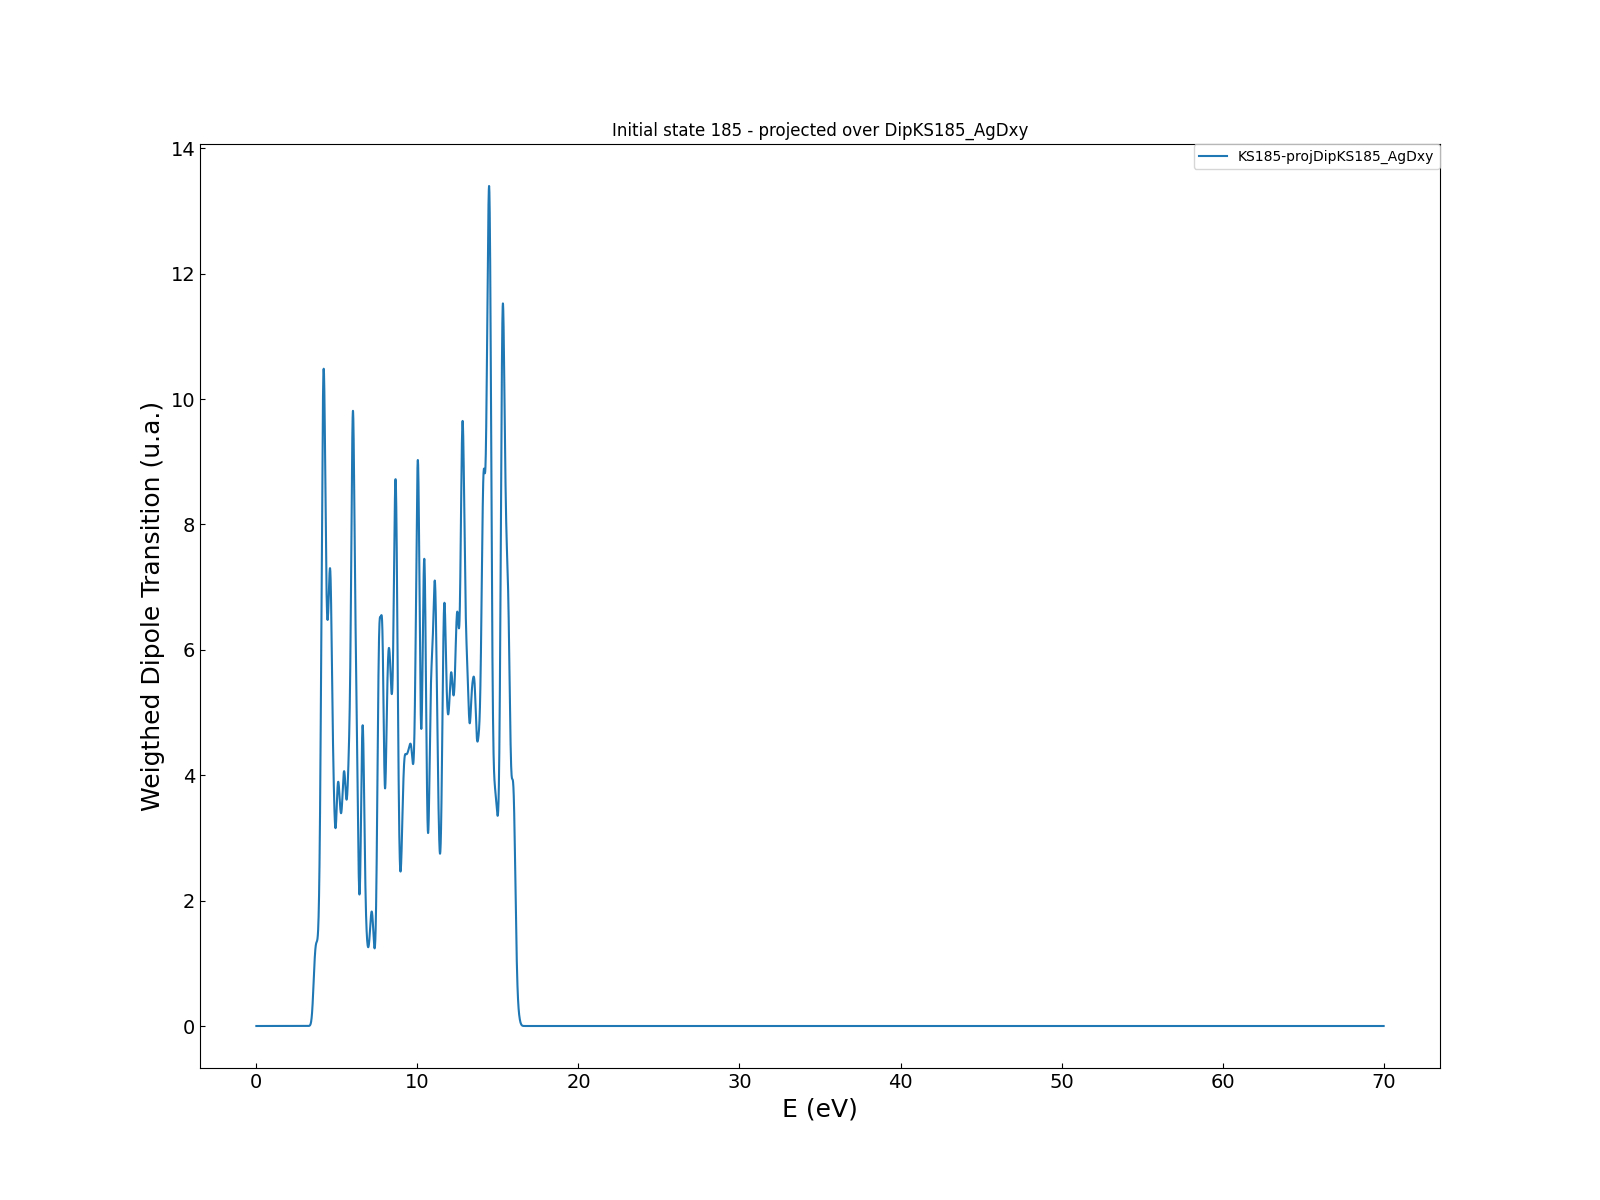 Initial state 185 - projected over DipKS185_AgDxy
KS185-projDipKS185_AgDxy
14
12
10
8
6
4
2
0
Weigthed Dipole Transition (u.a.)
0 10 20 30 40 50 60 70
E (eV)